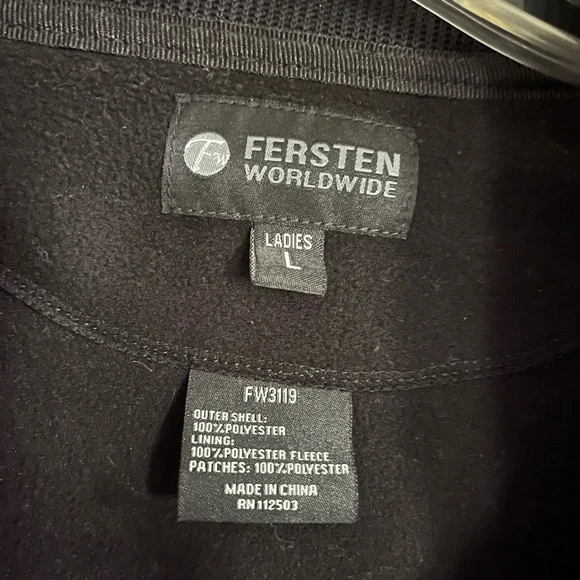 FW FERSTEN
WORLDWIDE
LADIES
L
FW3119
OUTER SHELL:
100%POLYESTER
LINING:
100%POLYESTER FLEECE
PATCHES: 100%POLYESTER
MADE IN CHINA
RN 112503